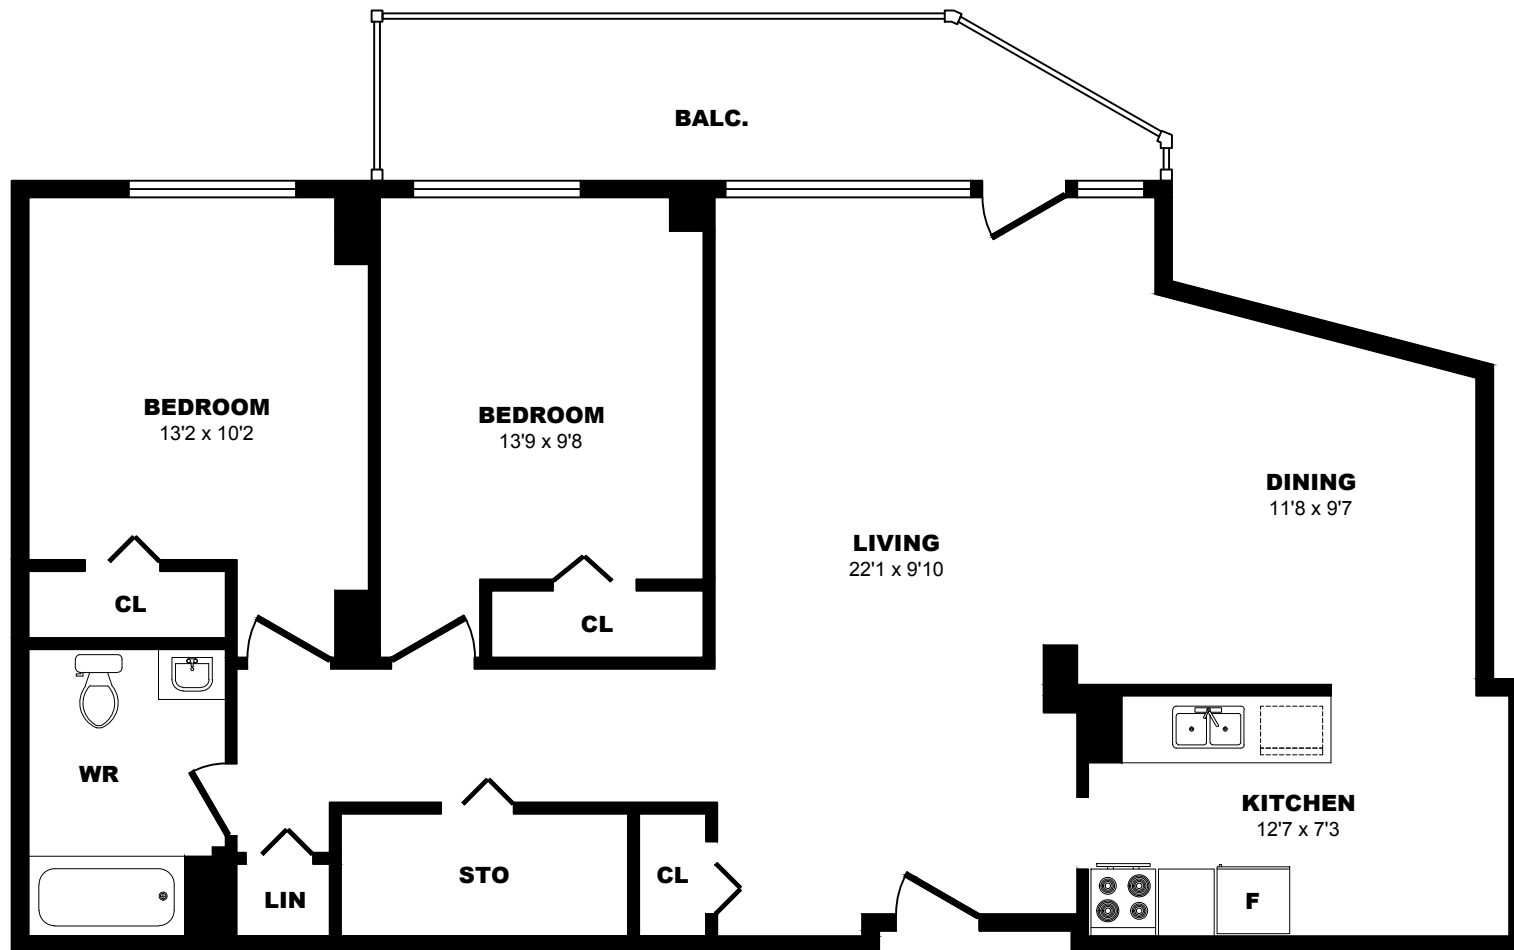 BALC.
BEDROOM
13'2 x 10'2
BEDROOM
13'9 x 9'8
DINING
11'8 x 9'7
LIVING
22'1 x 9'10
CL
CL
WR
KITCHEN
12'7 x 7'3
LIN
STO
CL
F